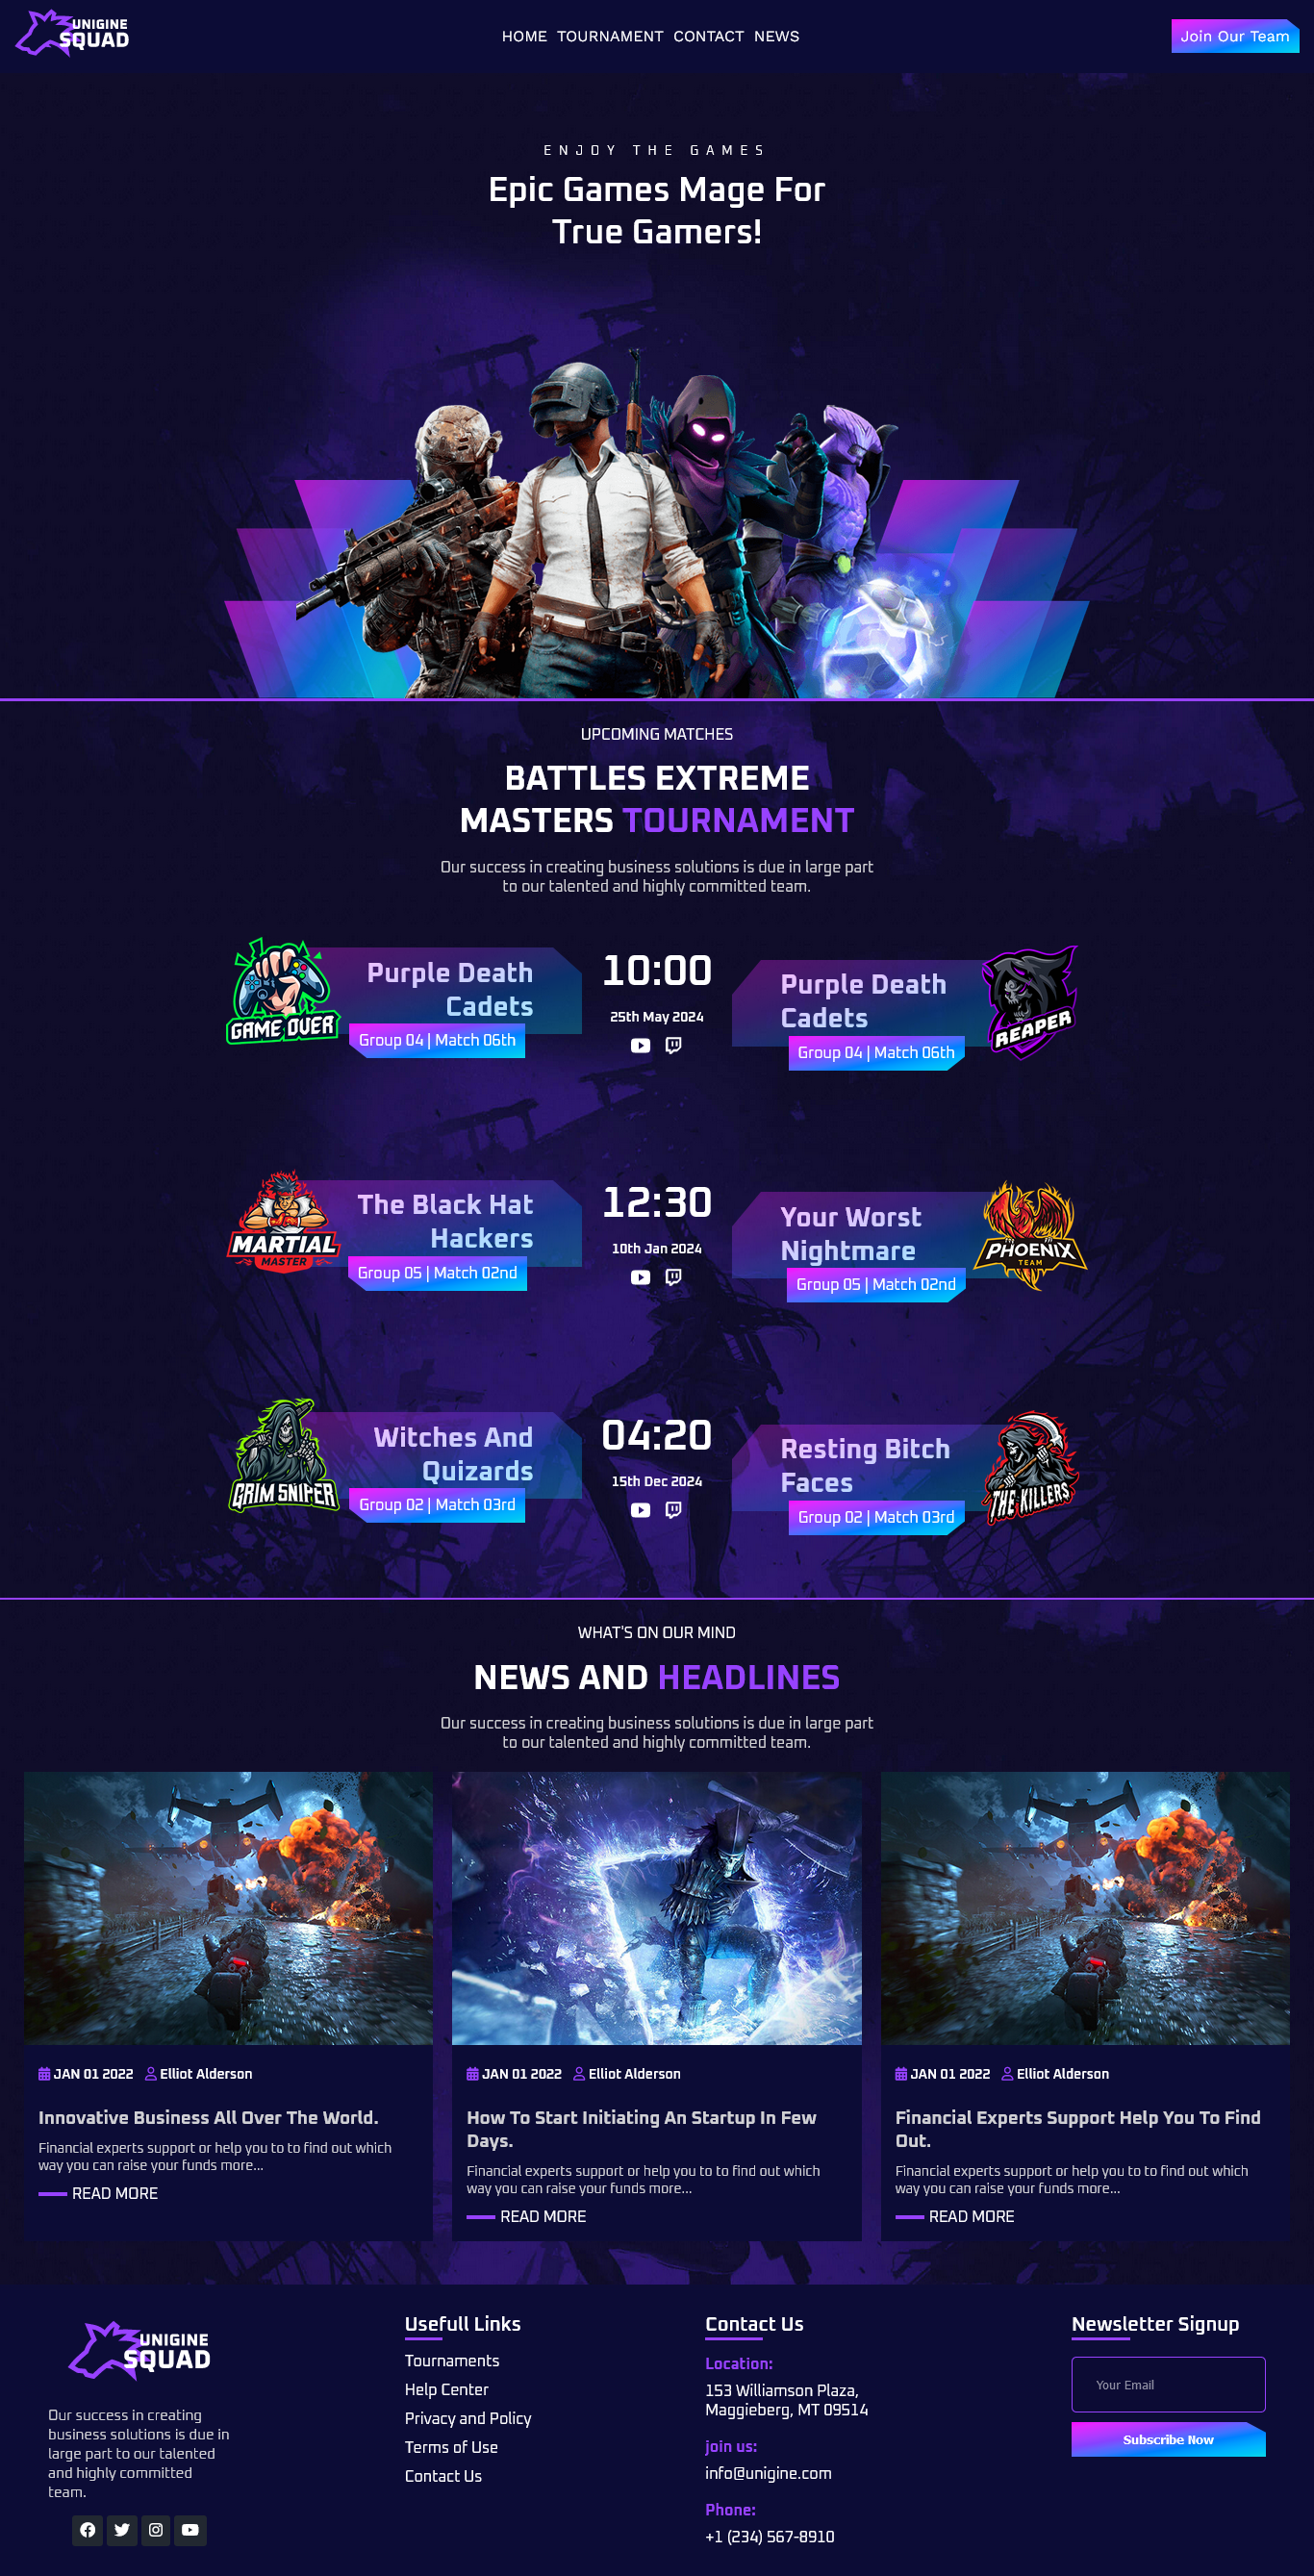 UNIGINE
SQUAD
HOME TOURNAMENT CONTACT NEWS
Join Our Team
ENJOY THE GAMES
Epic Games Mage For
True Gamers!
UPCOMING MATCHES
BATTLES EXTREME
MASTERS TOURNAMENT
Our success in creating business solutions is due in large part
to our talented and highly committed team.
GAME OVER
Purple Death
Cadets
Group 04 | Match 06th
10:00
25th May 2024
Purple Death
Cadets
Group 04 | Match 06th
REAPER
MARTIAL
MASTER
The Black Hat
Hackers
Group 05 | Match 02nd
12:30
10th Jan 2024
Your Worst
Nightmare
Group 05 | Match 02nd
PHOENIX
TEAM
GRIM SNIPER
Witches And
Quizards
Group 02 | Match 03rd
04:20
15th Dec 2024
Resting Bitch
Faces
Group 02 | Match 03rd
THE KILLERS
WHAT'S ON OUR MIND
NEWS AND HEADLINES
Our success in creating business solutions is due in large part
to our talented and highly committed team.
JAN 01 2022 Elliot Alderson
Innovative Business All Over The World.
Financial experts support or help you to to find out which
way you can raise your funds more...
READ MORE
JAN 01 2022 Elliot Alderson
How To Start Initiating An Startup In Few
Days.
Financial experts support or help you to to find out which
way you can raise your funds more...
READ MORE
JAN 01 2022 Elliot Alderson
Financial Experts Support Help You To Find
Out.
Financial experts support or help you to to find out which
way you can raise your funds more...
READ MORE
UNIGINE
SQUAD
Our success in creating
business solutions is due in
large part to our talented
and highly committed
team.
Usefull Links
Tournaments
Help Center
Privacy and Policy
Terms of Use
Contact Us
Contact Us
Location:
153 Williamson Plaza,
Maggieberg, MT 09514
join us:
info@unigine.com
Phone:
+1 (234) 567-8910
Newsletter Signup
Your Email
Subscribe Now